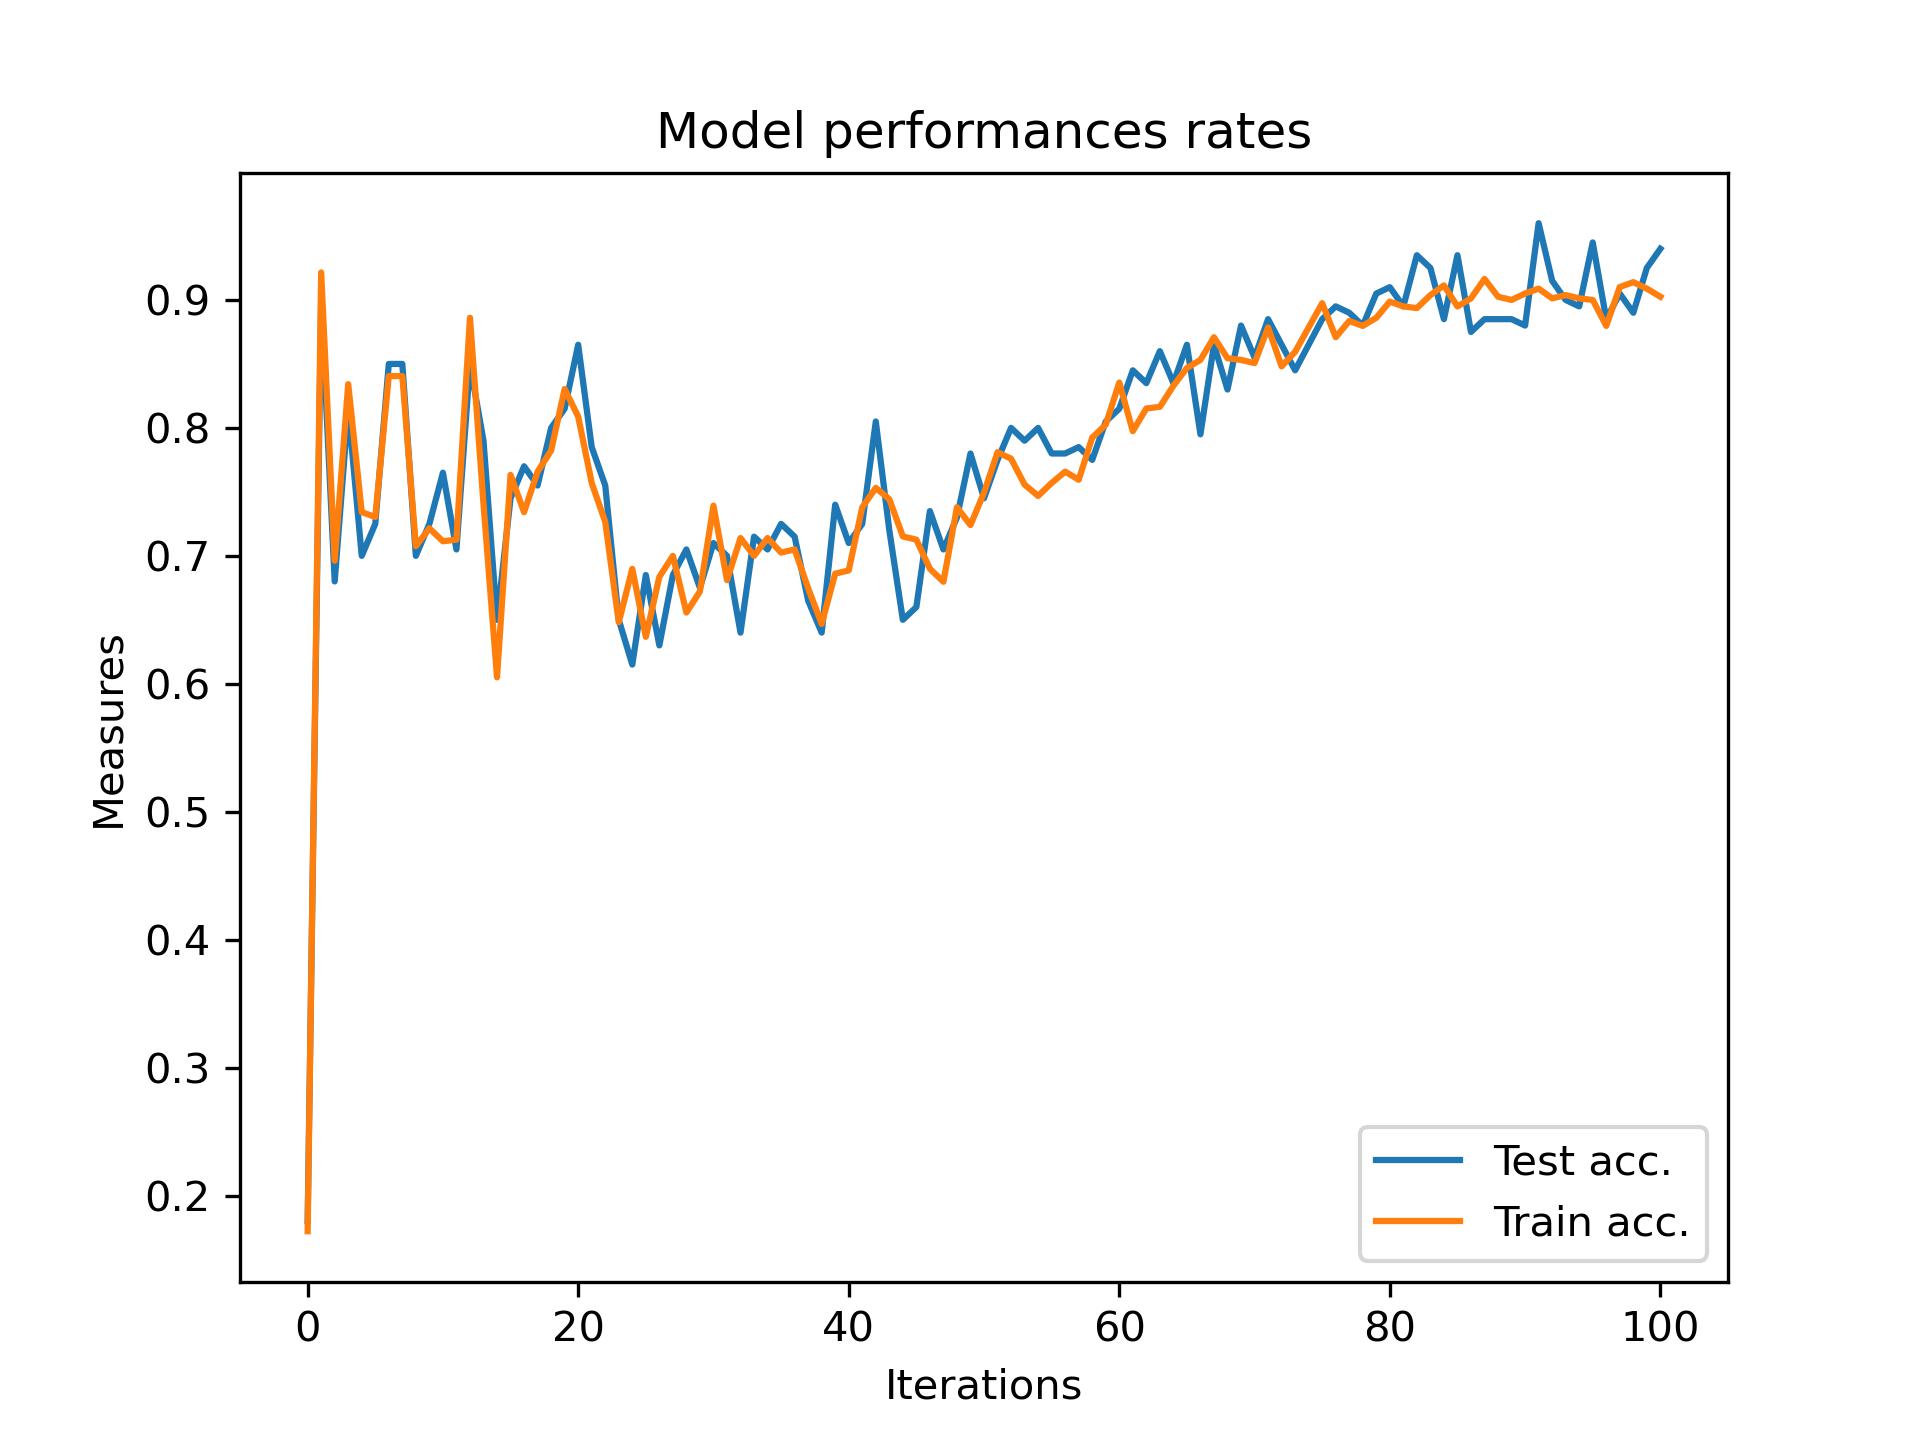 Model performances rates
0.9
0.8
0.7
0.6
0.5
0.4
0.3
0.2
Measures
Test acc.
Train acc.
0 20 40 60 80 100
Iterations